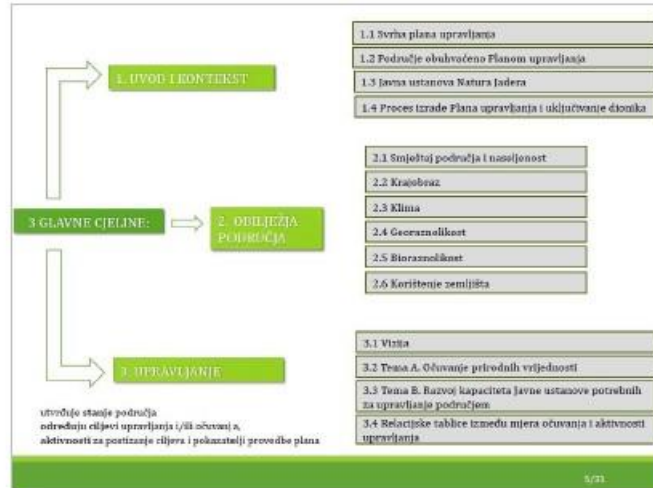 1.1 Svrha plana upravljanja
1.2 Područje obuhvaćeno Planom upravljanja
1.3 Javna ustanova Natura Jadera
1.4 Proces izrade Plana upravljanja i uključivanje dionika
1. UVOD I KONTEKST
2.1 Smještaj područja i naseljenost
2.2 Krajobraz
2.3 Klima
2.4 Georaznolikost
2.5 Bioraznolikost
2.6 Korištenje zemljišta
3 GLAVNE CJELINE:
2. OBILJEŽJA
PODRUČJA
3. UPRAVLJANJE
3.1 Vizija
3.2 Tema A. Očuvanje prirodnih vrijednosti
3.3 Tema B. Razvoj kapaciteta Javne ustanove potrebnih
za upravljanje područjem
3.4 Relacijske tablice između mjera očuvanja i aktivnosti
upravljanja
utvrđuje stanje područja
određuju ciljevi upravljanja i/ili očuvanja,
aktivnosti za postizanje ciljeva i pokazatelji provedbe plana
5/21